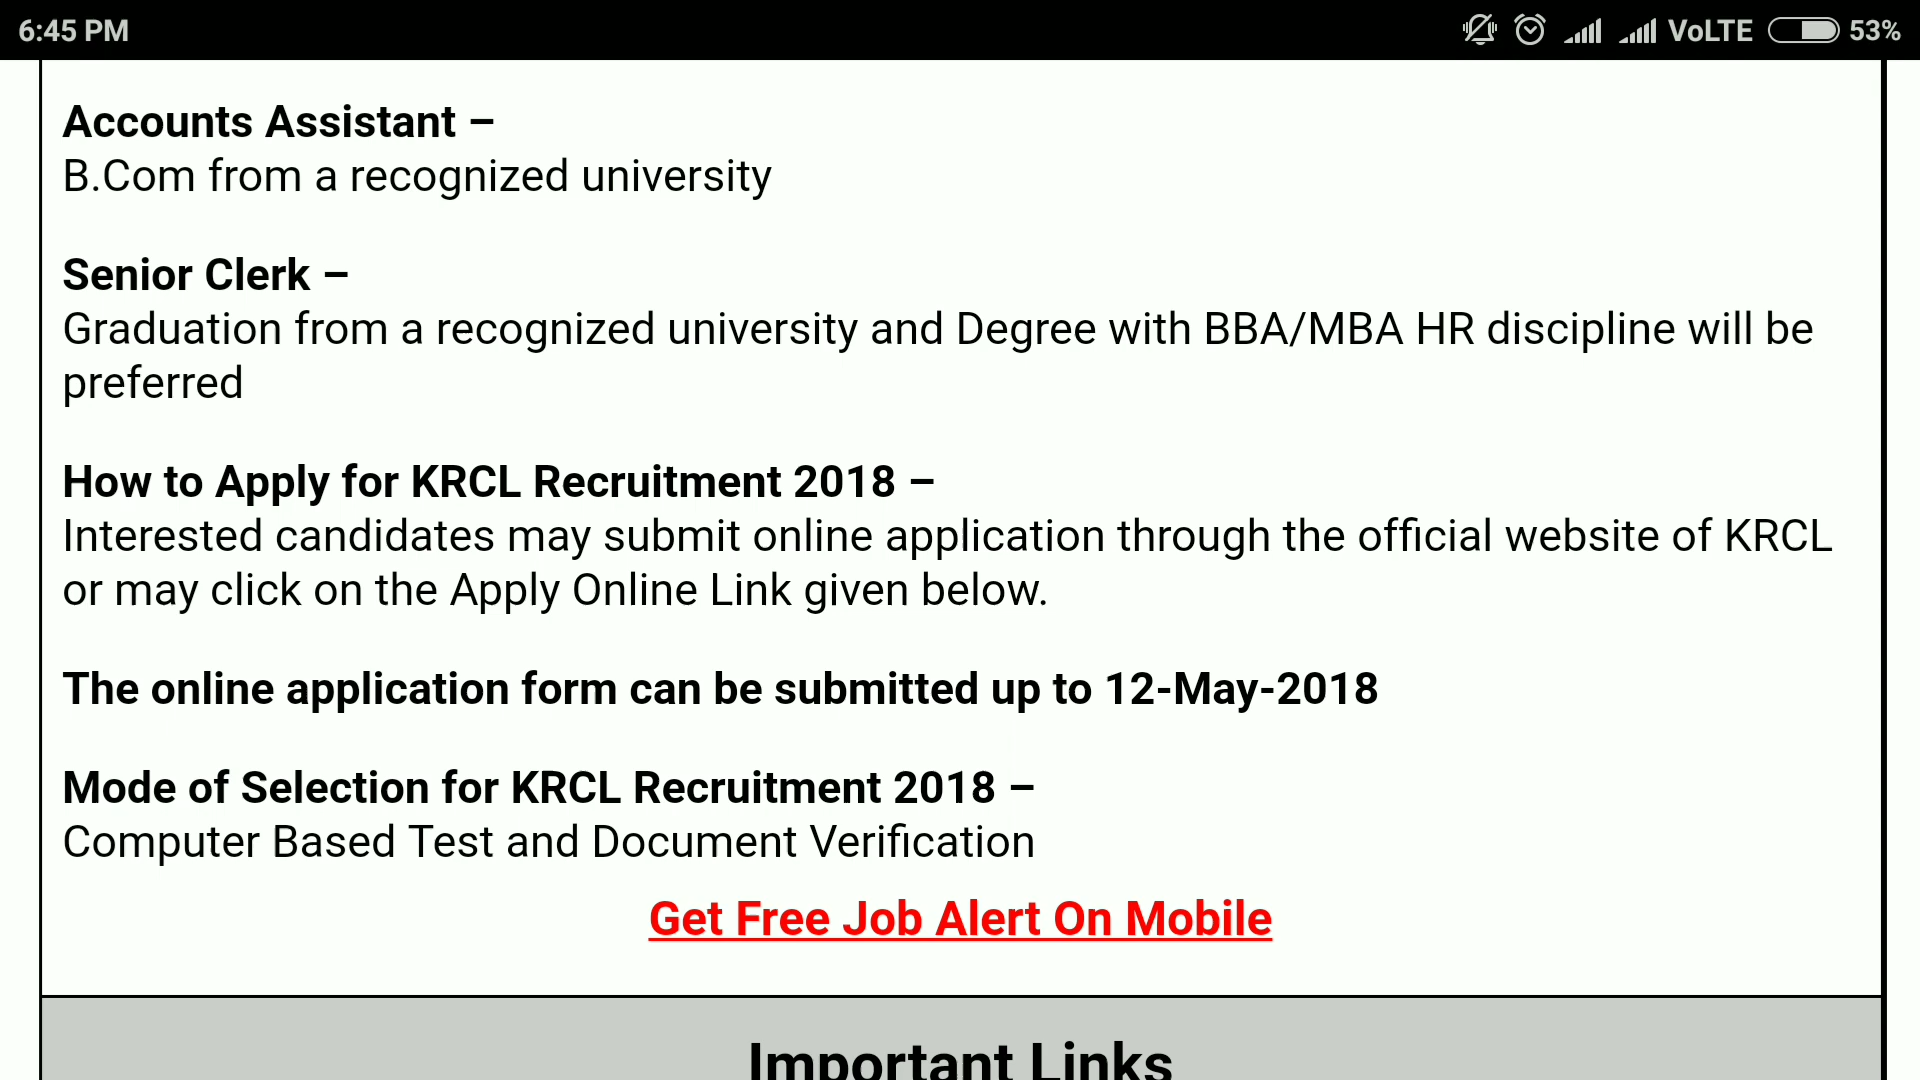 6:45 PM
VoLTE
53%
Accounts Assistant –
B.Com from a recognized university
Senior Clerk –
Graduation from a recognized university and Degree with BBA/MBA HR discipline will be
preferred
How to Apply for KRCL Recruitment 2018 –
Interested candidates may submit online application through the official website of KRCL
or may click on the Apply Online Link given below.
The online application form can be submitted up to 12-May-2018
Mode of Selection for KRCL Recruitment 2018 –
Computer Based Test and Document Verification
Get Free Job Alert On Mobile
Important Links